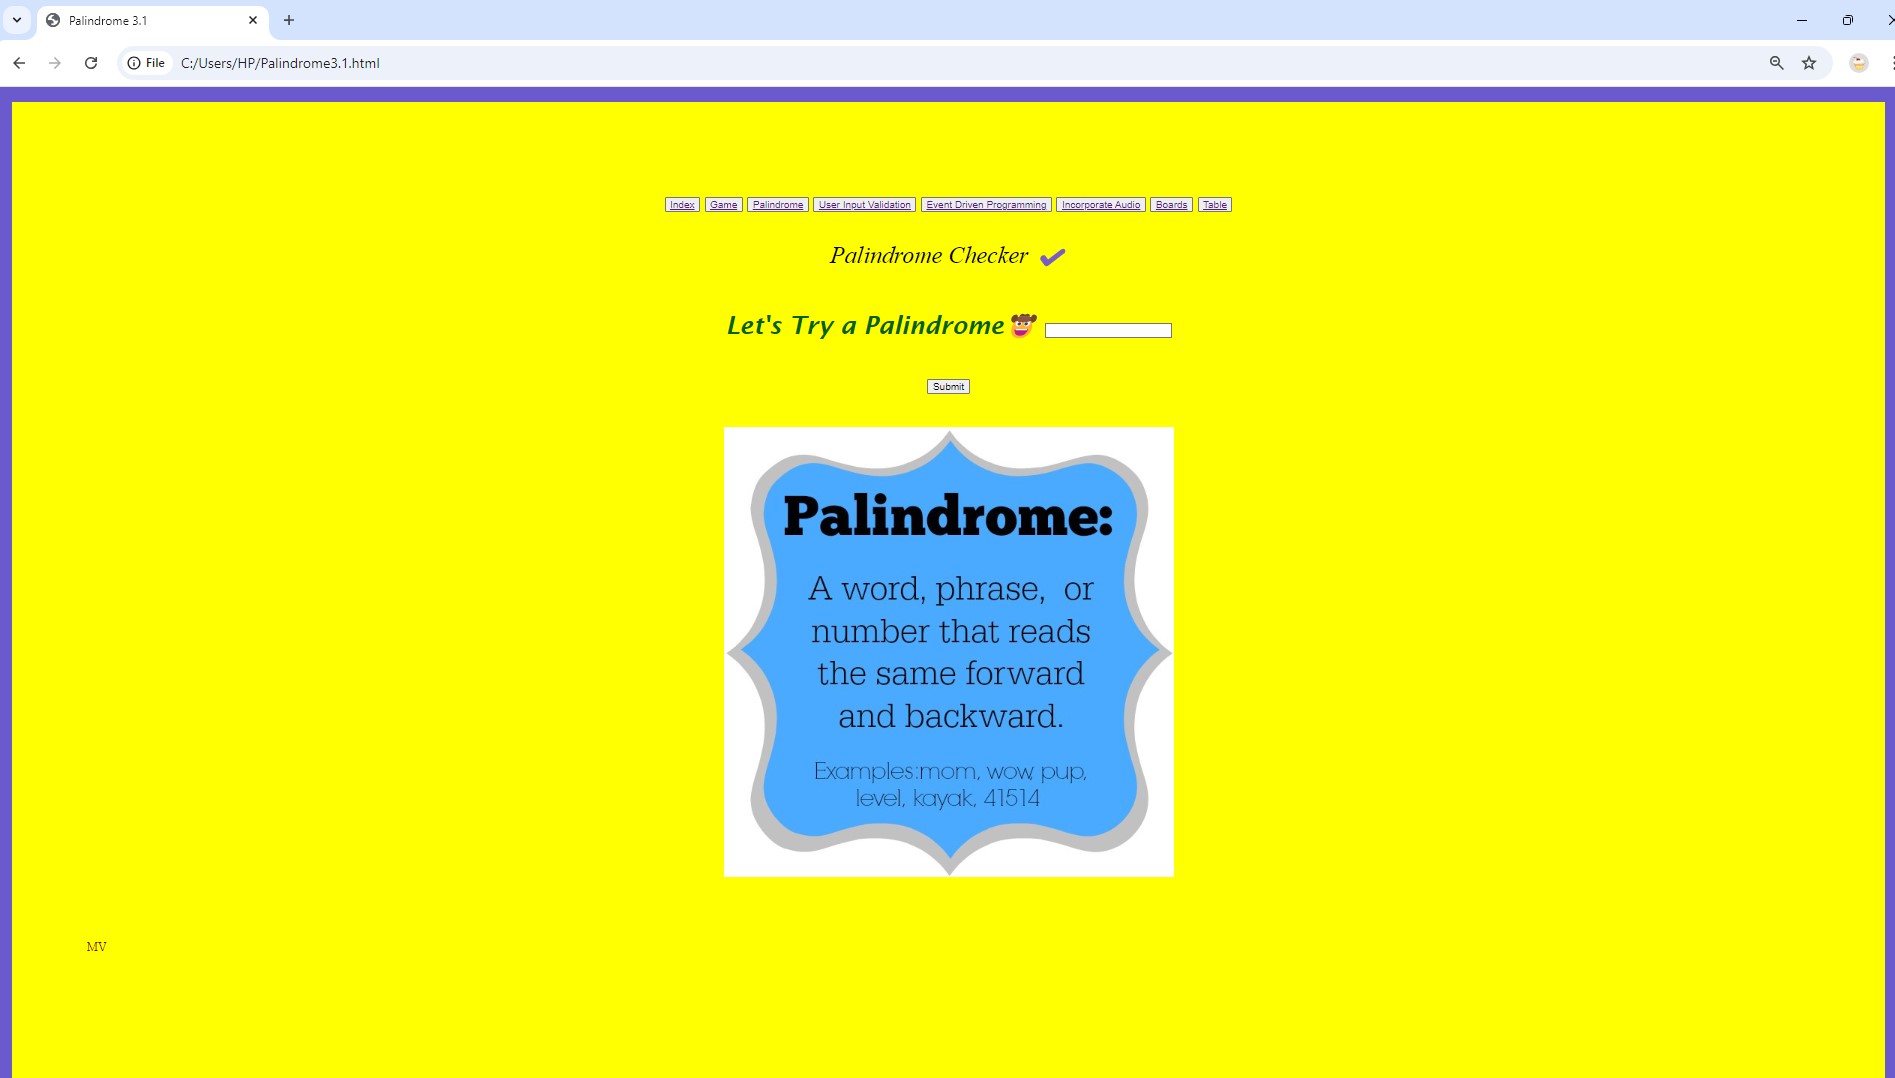 Palindrome 3.1
File C:/Users/HP/Palindrome3.1.html
Index Game Palindrome User Input Validation Event Driven Programming Incorporate Audio Boards Table
Palindrome Checker ✔
Let's Try a Palindrome🤠
Submit
Palindrome:
A word, phrase, or
number that reads
the same forward
and backward.
Examples:mom, wow, pup,
level, kayak, 41514
MV